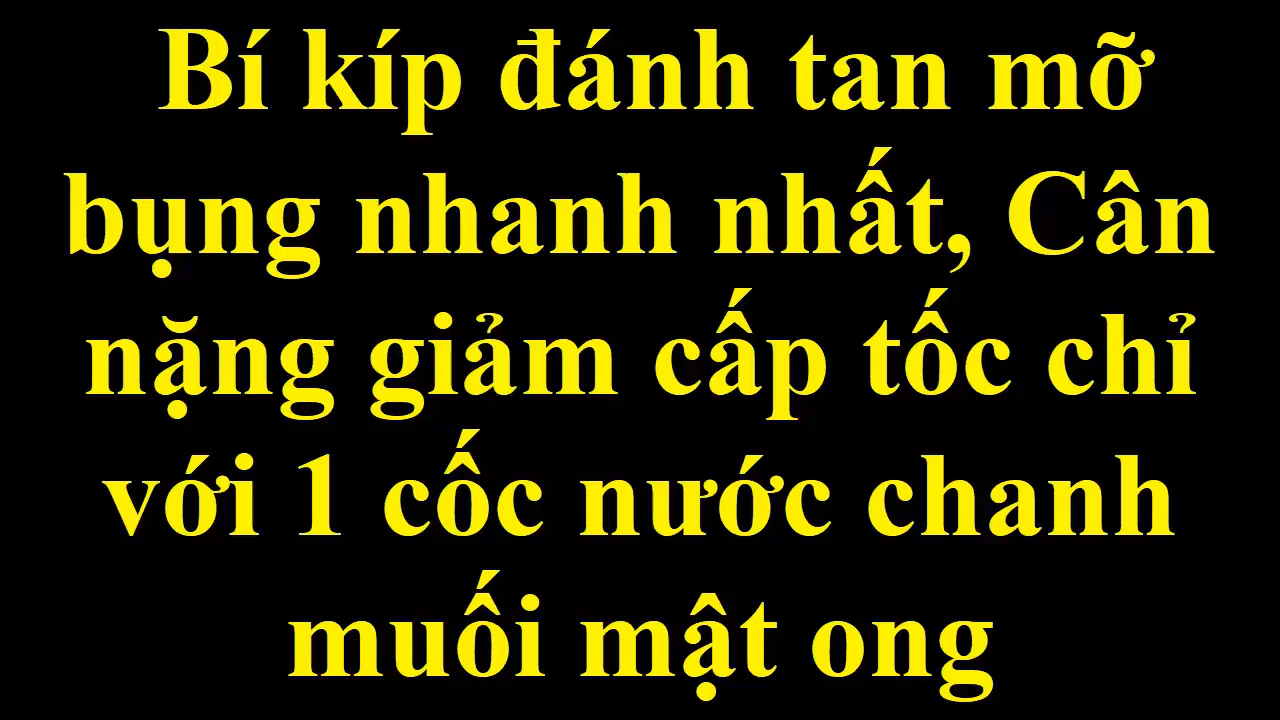 Bí kíp đánh tan mỡ
bụng nhanh nhất, Cân
nặng giảm cấp tốc chỉ
với 1 cốc nước chanh
muối mật ong